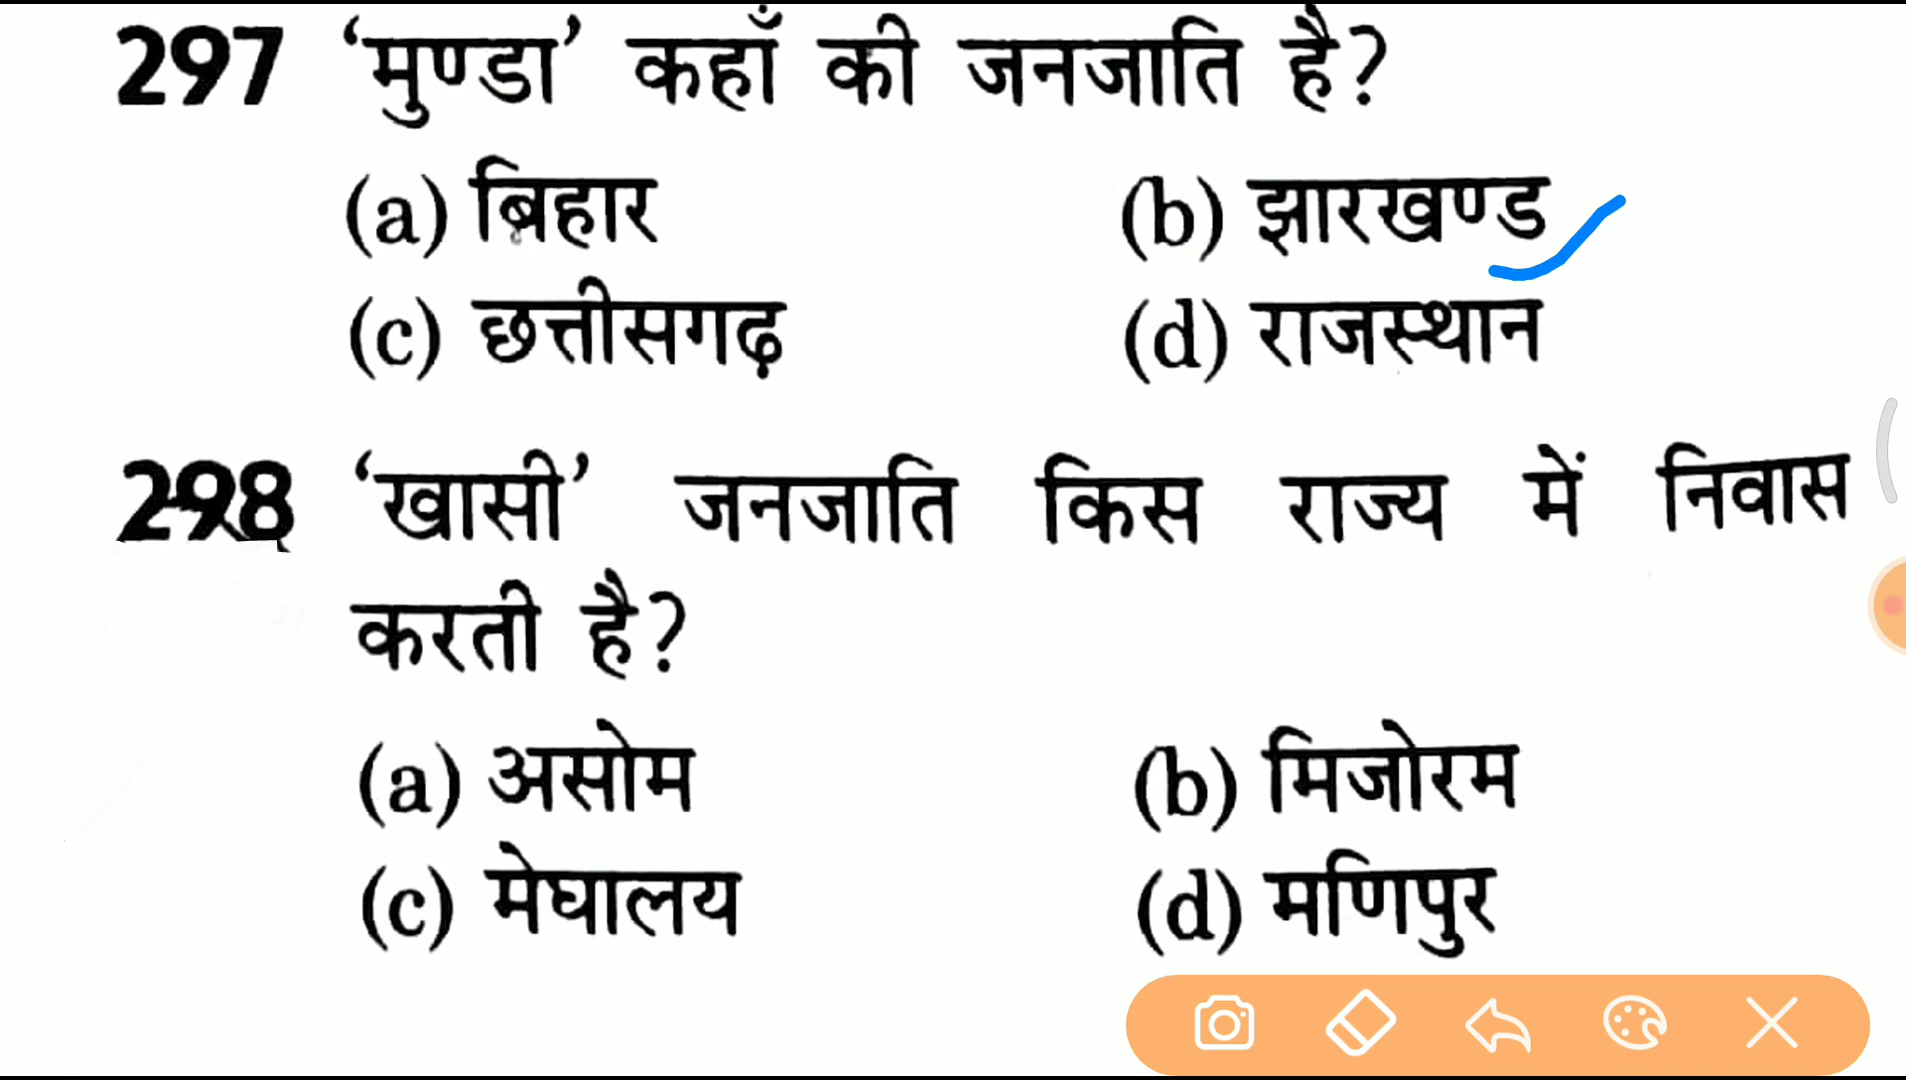 297 ‘मुण्डा’ कहाँ की जनजाति है?
(a) बिहार (b) झारखण्ड
(c) छत्तीसगढ़ (d) राजस्थान
298 ‘खासी’ जनजाति किस राज्य में निवास
करती है?
(a) असोम (b) मिजोरम
(c) मेघालय (d) मणिपुर